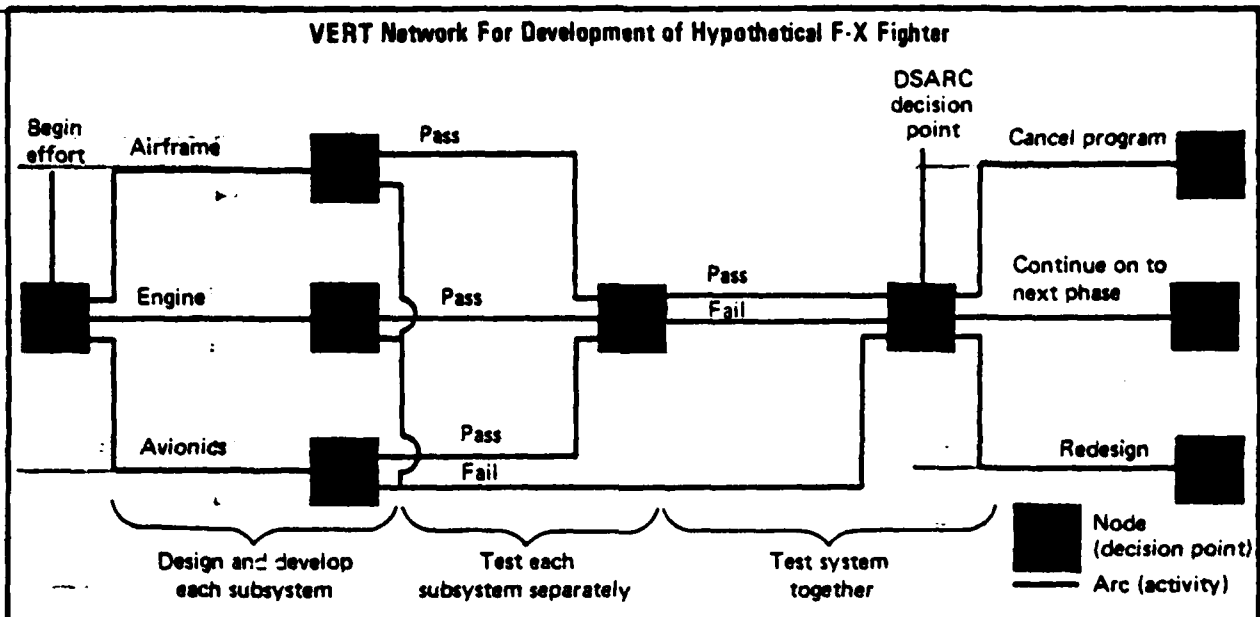 VERT Network For Development of Hypothetical F-X Fighter
Begin
effort
Airframe
Pass
DSARC
decision
point
Cancel program
Engine
Pass
Pass
Fail
Continue on to
next phase
Avionics
Pass
Fail
Redesign
Design and develop
each subsystem
Test each
subsystem separately
Test system
together
Node
(decision point)
Arc (activity)